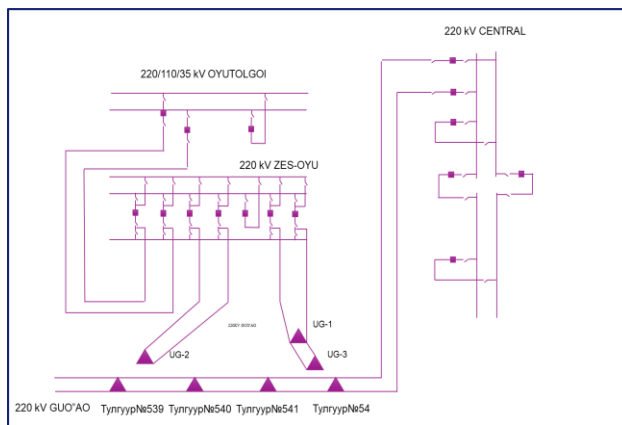 220 kV CENTRAL
220/110/35 kV OYUTOLGOI
220 kV ZES-OYU
UG-1
UG-2
UG-3
220 kV GUO"AO
Тулгуур№539
Тулгуур№540
Тулгуур№541
Тулгуур№54